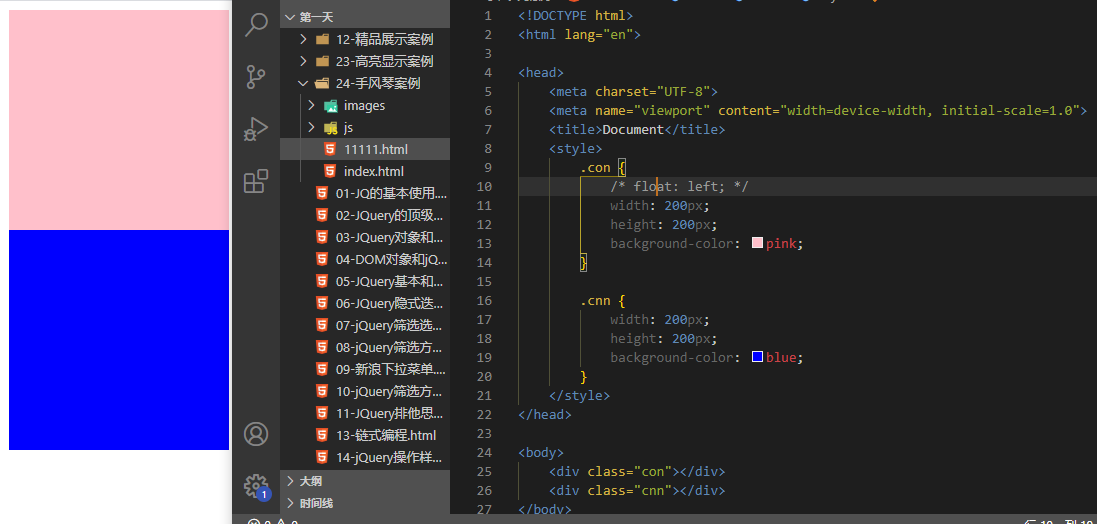 第一天
12-精品展示案例
23-高亮显示案例
24-手风琴案例
images
js
11111.html
index.html
01-JQ的基本使用....
02-JQuery的顶级...
03-JQuery对象和...
04-DOM对象和jQ...
05-JQuery基本和...
06-JQuery隐式迭...
07-jQuery筛选选...
08-jQuery筛选方...
09-新浪下拉菜单....
10-jQuery筛选方...
11-JQuery排他思...
13-链式编程.html
14-jQuery操作样...
大纲
时间线
1
1 <!DOCTYPE html>
2 <html lang="en">
3
4 <head>
5 <meta charset="UTF-8">
6 <meta name="viewport" content="width=device-width, initial-scale=1.0">
7 <title>Document</title>
8 <style>
9 .con {
10 /* float: left; */
11 width: 200px;
12 height: 200px;
13 background-color: pink;
14 }
15
16 .cnn {
17 width: 200px;
18 height: 200px;
19 background-color: blue;
20 }
21 </style>
22 </head>
23
24 <body>
25 <div class="con"></div>
26 <div class="cnn"></div>
27 </body>